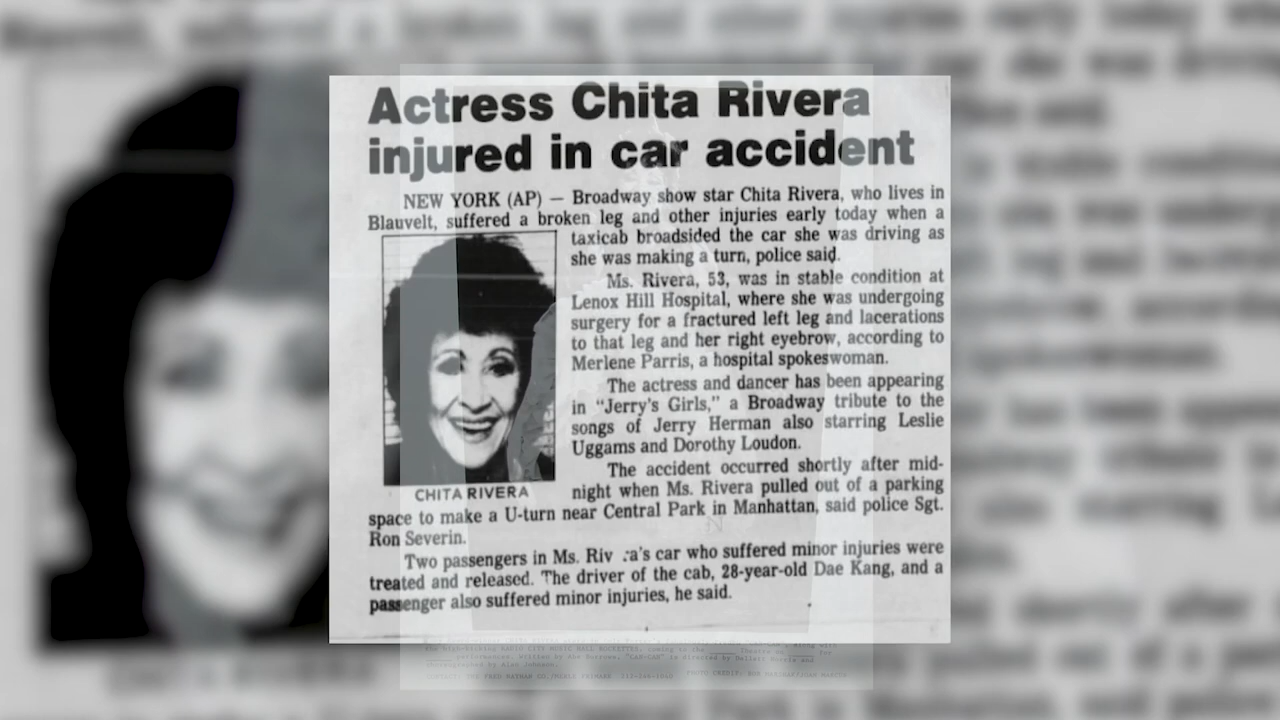 Actress Chita Rivera
injured in car accident
NEW YORK (AP) — Broadway show star Chita Rivera, who lives in
Blauvelt, suffered a broken leg and other injuries early today when a
taxicab broadsided the car she was driving as
she was making a turn, police said.
Ms. Rivera, 53, was in stable condition at
Lenox Hill Hospital, where she was undergoing
surgery for a fractured left leg and lacerations
to that leg and her right eyebrow, according to
Merlene Parris, a hospital spokeswoman.
The actress and dancer has been appearing
in "Jerry's Girls," a Broadway tribute to the
songs of Jerry Herman also starring Leslie
Uggams and Dorothy Loudon.
The accident occurred shortly after mid-
night when Ms. Rivera pulled out of a parking
CHITA RIVERA
space to make a U-turn near Central Park in Manhattan, said police Sgt.
Ron Severin.
Two passengers in Ms. Riv .:a's car who suffered minor injuries were
treated and released. The driver of the cab, 28-year-old Dae Kang, and a
passenger also suffered minor injuries, he said.